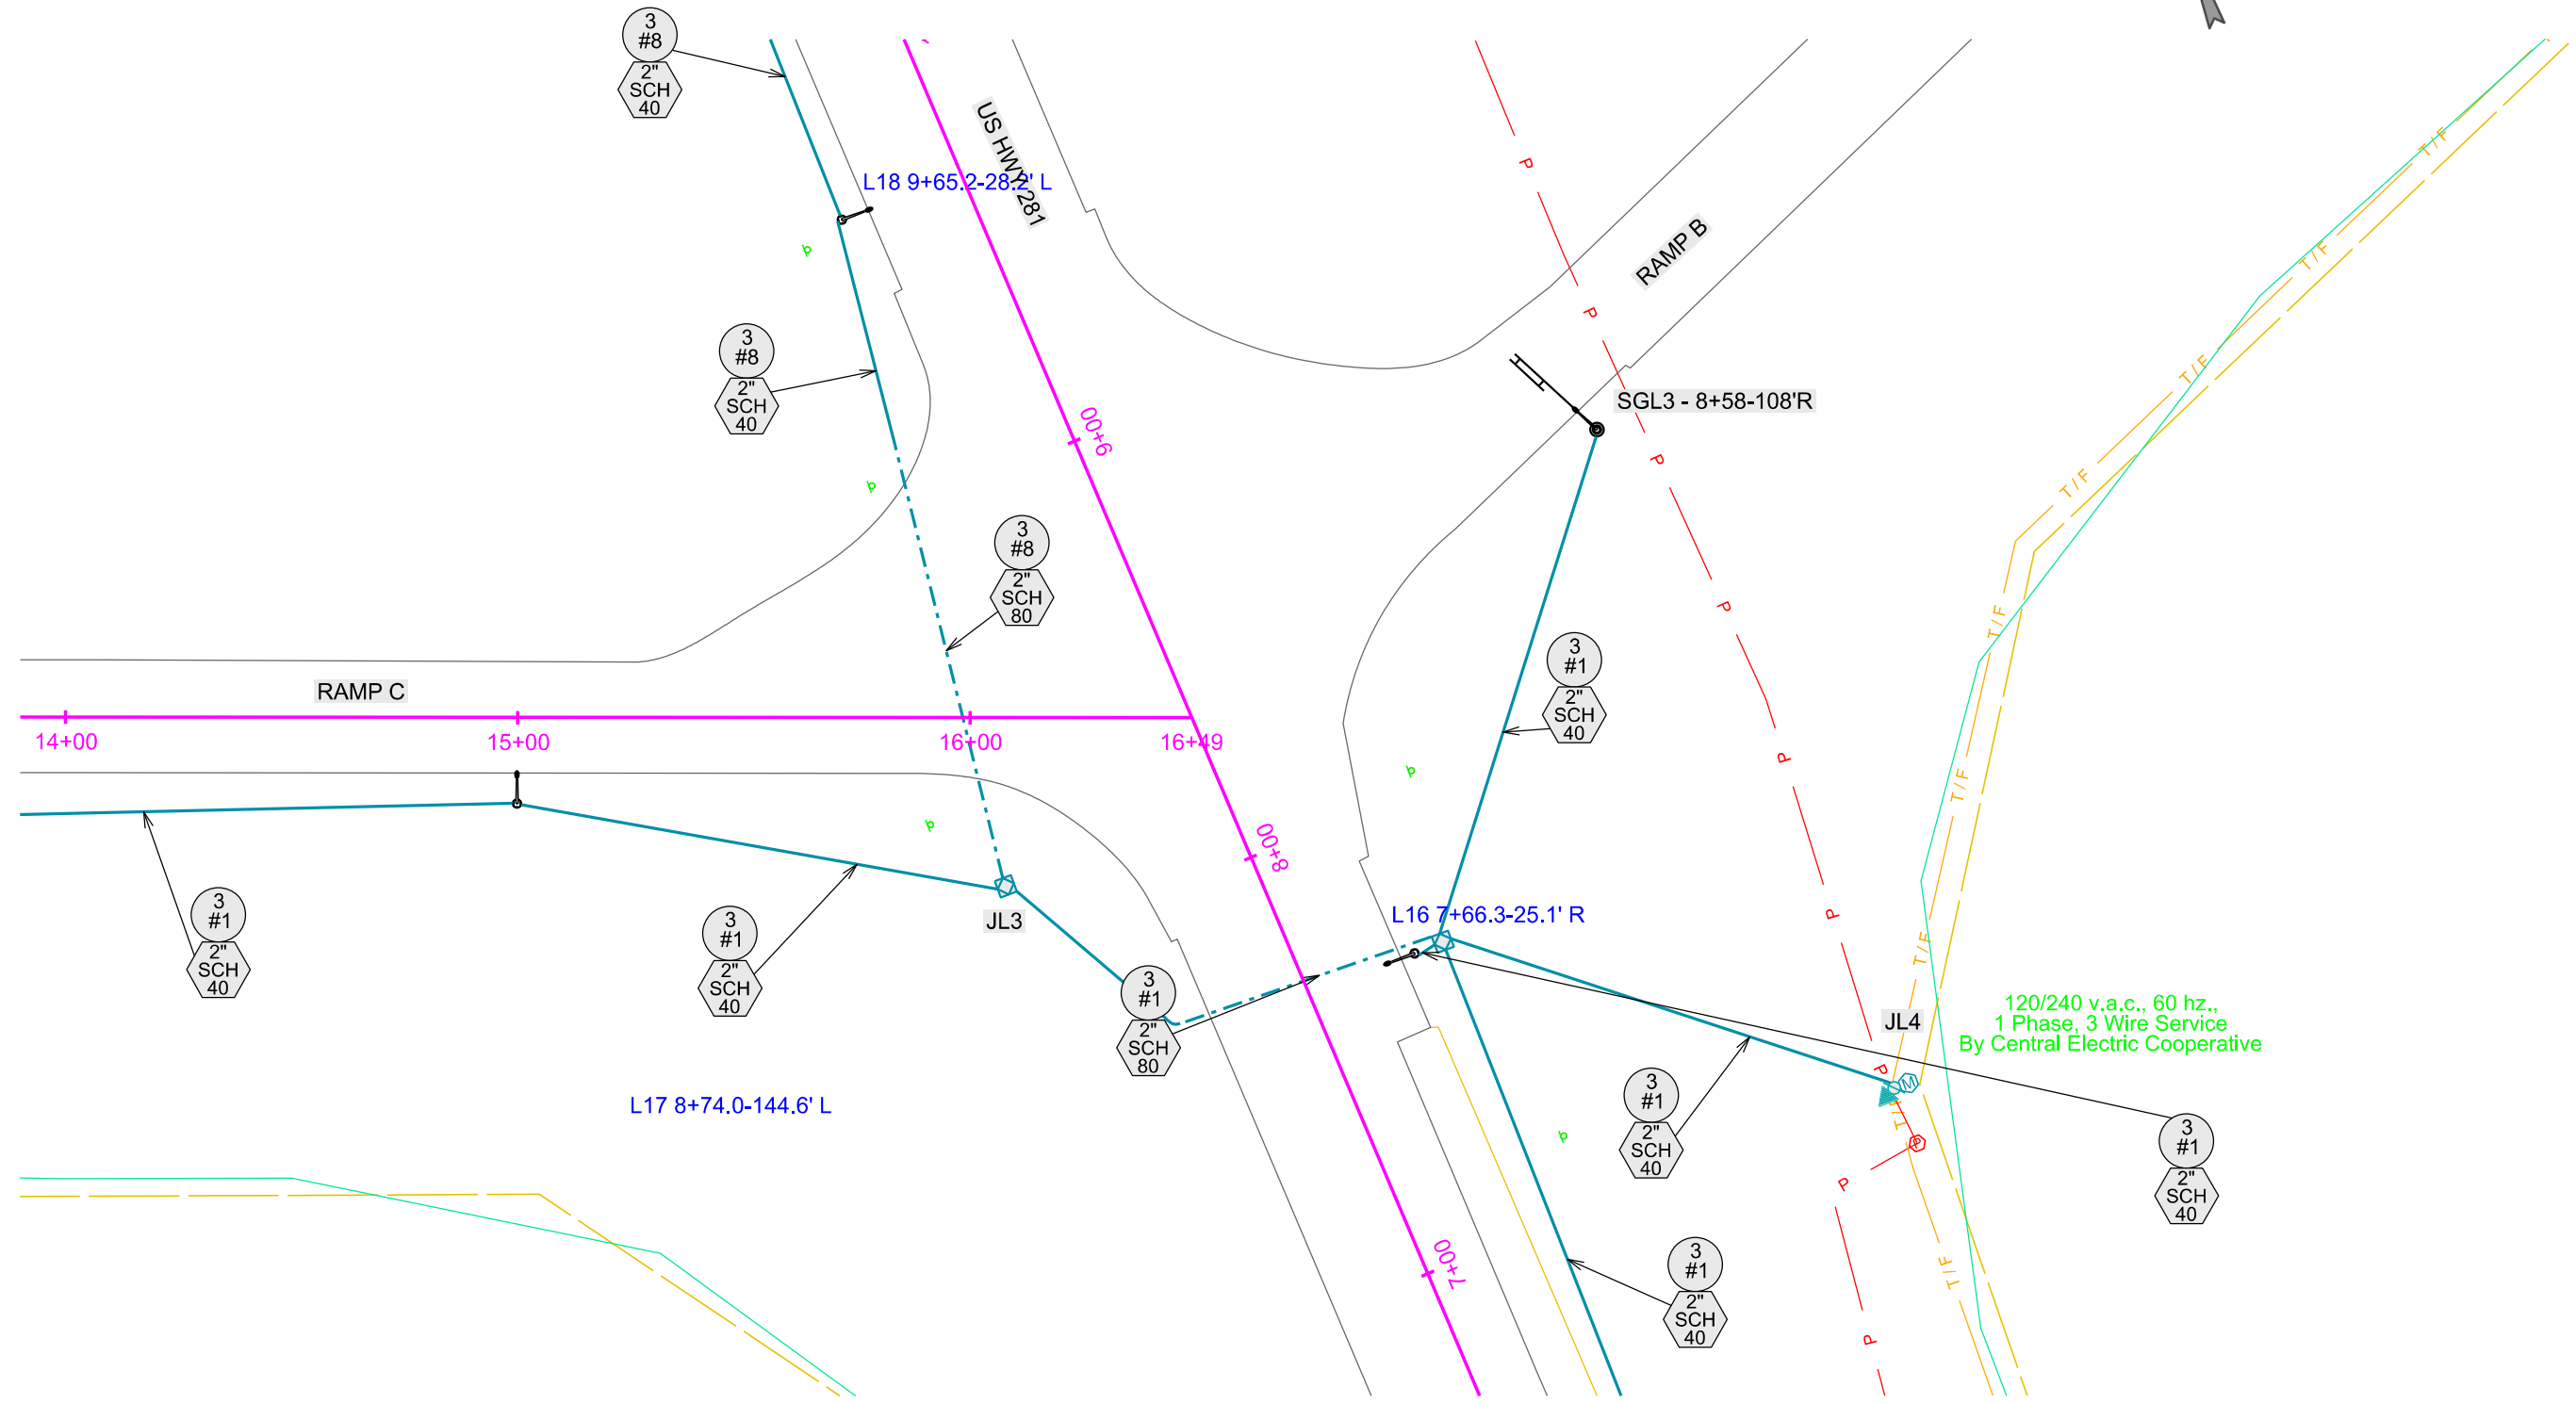 3
#8
2"
SCH
40
US HWY281
L18 9+65.2-28.2' L
P
RAMP B
T/F
T/F
P
3
#8
2"
SCH
40
T/F
SGL3 - 8+58-108'R
9+00
P
T/F
3
#8
2"
SCH
80
P
T/F
3
#1
2"
SCH
40
RAMP C
14+00
15+00
16+00
16+49
P
T/F
8+00
3
#1
2"
SCH
40
3
#1
2"
SCH
40
JL3
L16 7+66.3-25.1' R
P
T/F
3
#1
2"
SCH
80
120/240 v.a.c., 60 hz.,
1 Phase, 3 Wire Service
By Central Electric Cooperative
JL4
P
M
T/F
P
L17 8+74.0-144.6' L
3
#1
2"
SCH
40
3
#1
2"
SCH
40
P
7+00
T/F
3
#1
2"
SCH
40
P